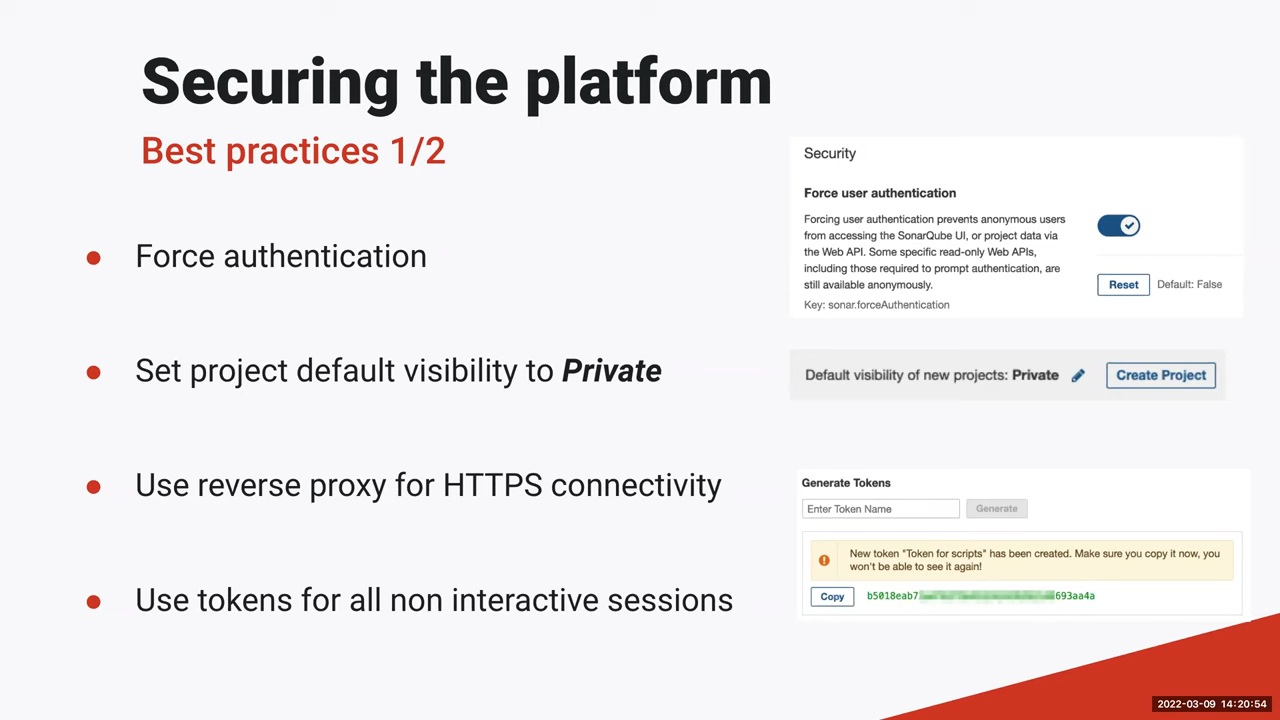 Securing the platform
Best practices 1/2
Force authentication
Set project default visibility to Private
Use reverse proxy for HTTPS connectivity
Use tokens for all non interactive sessions
Security
Force user authentication
Forcing user authentication prevents anonymous users
from accessing the SonarQube UI, or project data via
the Web API. Some specific read-only Web APIs,
including those required to prompt authentication, are
still available anonymously.
Key: sonar.forceAuthentication
Reset Default: False
Default visibility of new projects: Private Create Project
Generate Tokens
Enter Token Name Generate
New token "Token for scripts" has been created. Make sure you copy it now, you
won't be able to see it again!
Copy b5018eab7 693aa4a
2022-03-09 14:20:54